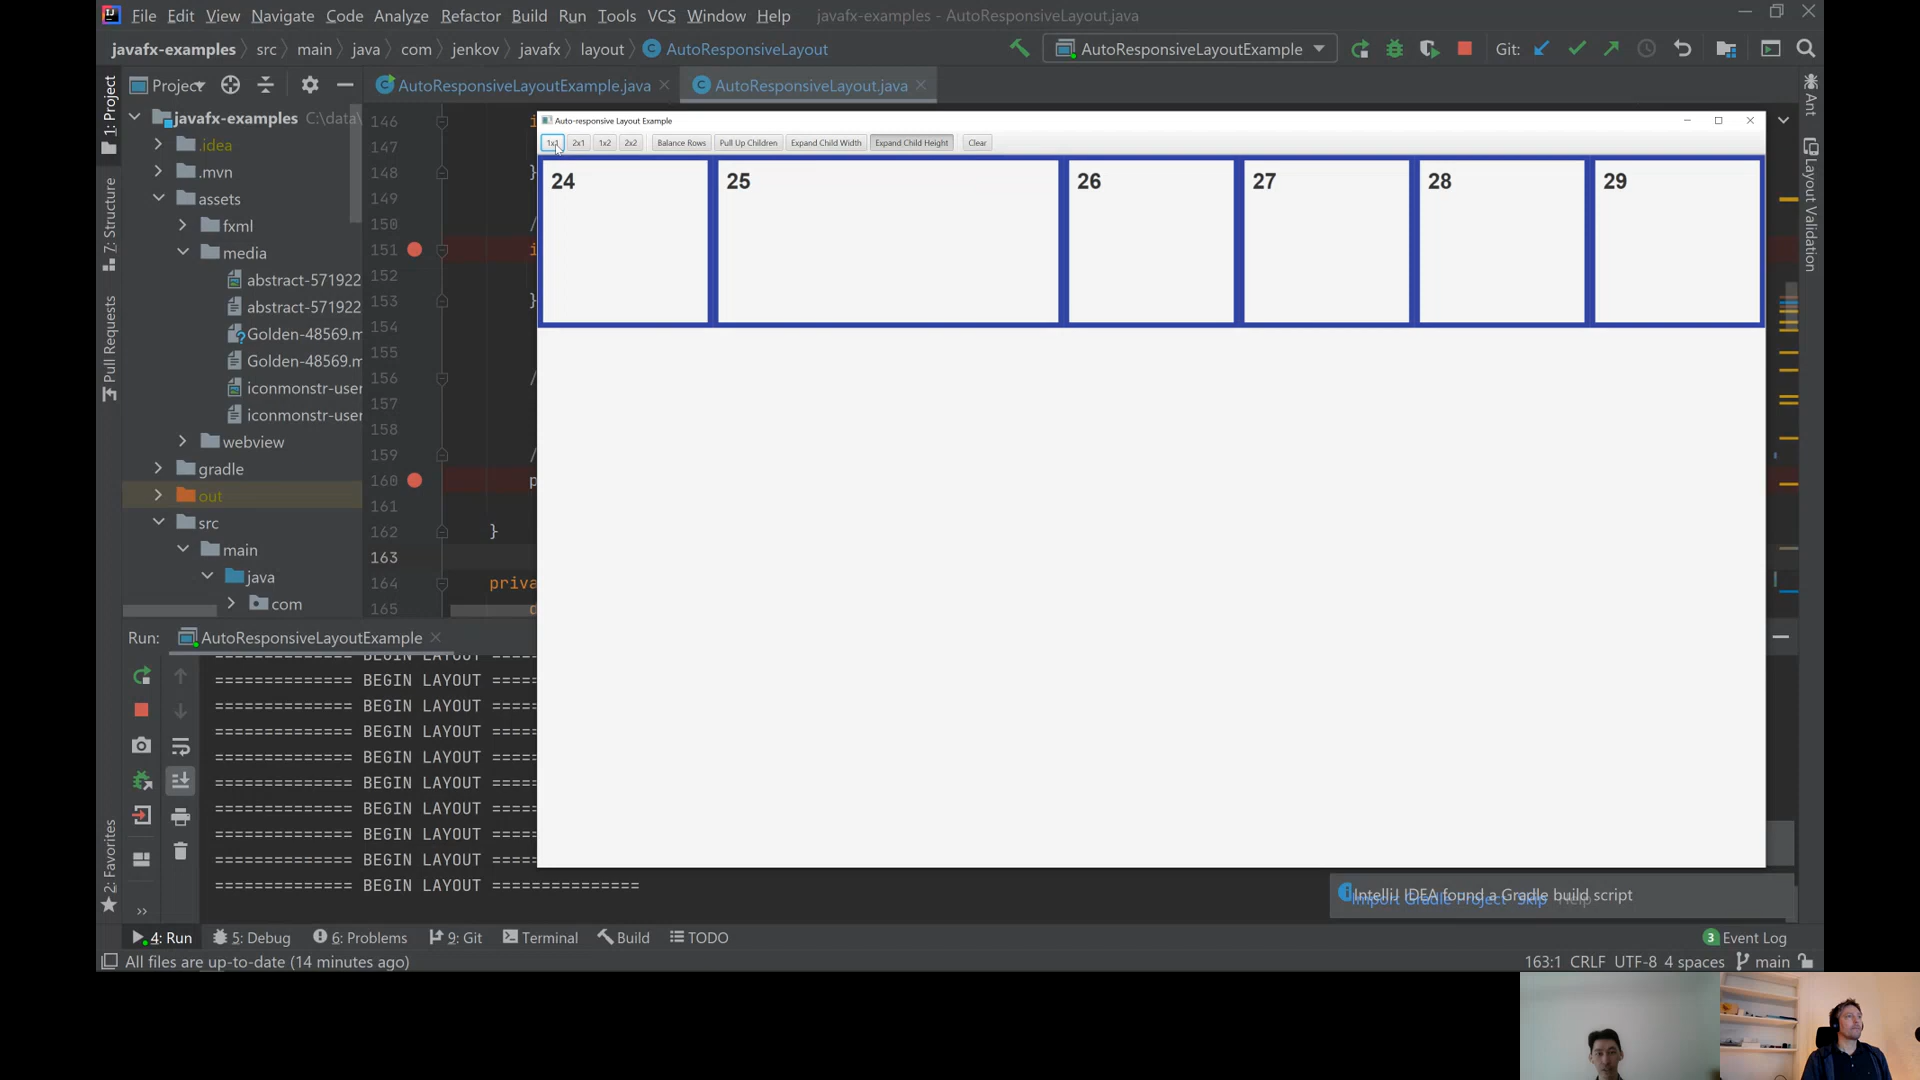 File Edit View Navigate Code Analyze Refactor Build Run Tools VCS Window Help javafx-examples - AutoResponsiveLayout.java
javafx-examples src main java com jenkov javafx layout AutoResponsiveLayout AutoResponsiveLayoutExample Git:
1: Project
7: Structure
Pull Requests
2: Favorites
Project
AutoResponsiveLayoutExample.java AutoResponsiveLayout.java
javafx-examples C:\data\
.idea
.mvn
assets
fxml
media
abstract-571922
abstract-571922
Golden-48569.m
Golden-48569.m
iconmonstr-user
iconmonstr-user
webview
gradle
out
src
main
java
com
146
147
148 }
149
150 /
151 i
152
153 }
154
155
156 /
157
158
159 /
160 p
161
162 }
163
164 priva
165
Auto-responsive Layout Example
1x1 2x1 1x2 2x2 Balance Rows Pull Up Children Expand Child Width Expand Child Height Clear
24 25 26 27 28 29
Ant
Layout Validation
Run: AutoResponsiveLayoutExample
============== BEGIN LAYOUT =====
============== BEGIN LAYOUT =====
============== BEGIN LAYOUT =====
============== BEGIN LAYOUT =====
============== BEGIN LAYOUT =====
============== BEGIN LAYOUT =====
============== BEGIN LAYOUT =====
============== BEGIN LAYOUT =====
============== BEGIN LAYOUT =====
============== BEGIN LAYOUT ===============
IntelliJ IDEA found a Gradle build script
Import Gradle Project Skip Help
4: Run 5: Debug 6: Problems 9: Git Terminal Build TODO 3 Event Log
All files are up-to-date (14 minutes ago) 163:1 CRLF UTF-8 4 spaces main